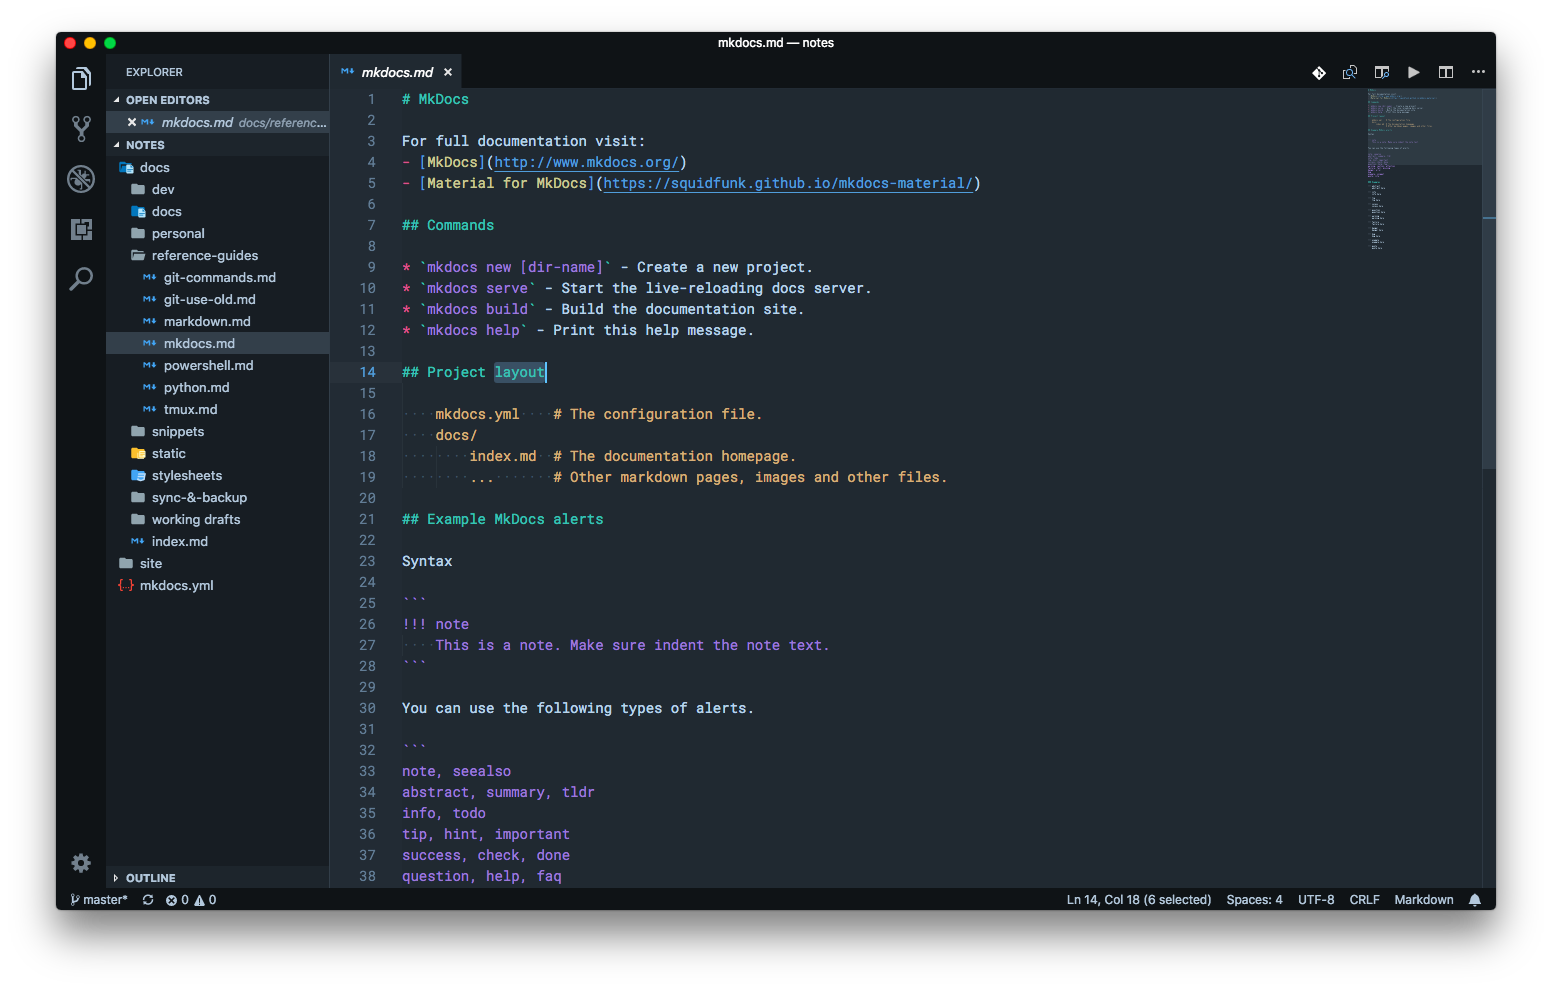 mkdocs.md — notes
EXPLORER
OPEN EDITORS
mkdocs.md docs/referenc...
NOTES
docs
dev
docs
personal
reference-guides
git-commands.md
git-use-old.md
markdown.md
mkdocs.md
powershell.md
python.md
tmux.md
snippets
static
stylesheets
sync-&-backup
working drafts
index.md
site
mkdocs.yml
OUTLINE
mkdocs.md
1 # MkDocs
2
3 For full documentation visit:
4 - [MkDocs](http://www.mkdocs.org/)
5 - [Material for MkDocs](https://squidfunk.github.io/mkdocs-material/)
6
7 ## Commands
8
9 * `mkdocs new [dir-name]` - Create a new project.
10 * `mkdocs serve` - Start the live-reloading docs server.
11 * `mkdocs build` - Build the documentation site.
12 * `mkdocs help` - Print this help message.
13
14 ## Project layout
15
16     mkdocs.yml    # The configuration file.
17     docs/
18         index.md  # The documentation homepage.
19         ...       # Other markdown pages, images and other files.
20
21 ## Example MkDocs alerts
22
23 Syntax
24
25 ```
26 !!! note
27     This is a note. Make sure indent the note text.
28 ```
29
30 You can use the following types of alerts.
31
32 ```
33 note, seealso
34 abstract, summary, tldr
35 info, todo
36 tip, hint, important
37 success, check, done
38 question, help, faq
master* 0 0 Ln 14, Col 18 (6 selected) Spaces: 4 UTF-8 CRLF Markdown